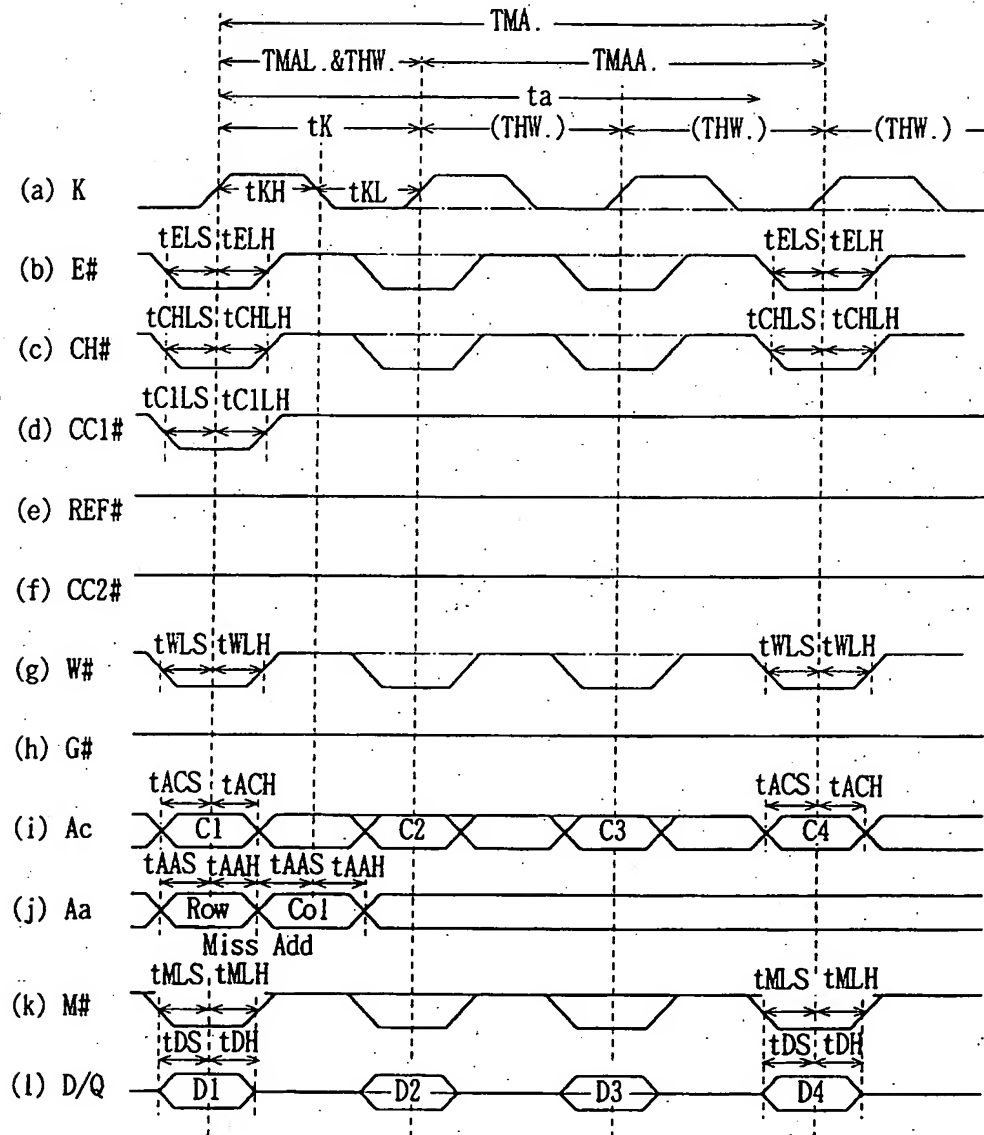 TMA.
TMAL.&THW. TMAA.
ta
tK (THW.) (THW.) (THW.)
(a) K tKH tKL
tELS tELH tELS tELH
(b) E#
tCHLS tCHLH tCHLS tCHLH
(c) CH#
tC1LS tC1LH
(d) CC1#
(e) REF#
(f) CC2#
tWLS tWLH tWLS tWLH
(g) W#
(h) G#
tACS tACH tACS tACH
(i) Ac C1 C2 C3 C4
tAAS tAAH tAAS tAAH
(j) Aa Row Col
Miss Add
tMLS tMLH tMLS tMLH
(k) M#
tDS tDH tDS tDH
(l) D/Q D1 D2 D3 D4